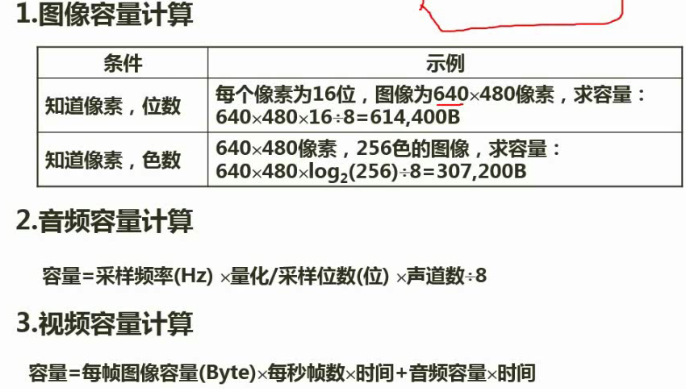 1.图像容量计算
条件 示例
知道像素，位数
每个像素为16位，图像为640×480像素，求容量：
640×480×16÷8=614,400B
知道像素，色数
640×480像素，256色的图像，求容量：
640×480×log₂(256)÷8=307,200B
2.音频容量计算
容量=采样频率(Hz) ×量化/采样位数(位) ×声道数÷8
3.视频容量计算
容量=每帧图像容量(Byte)×每秒帧数×时间+音频容量×时间